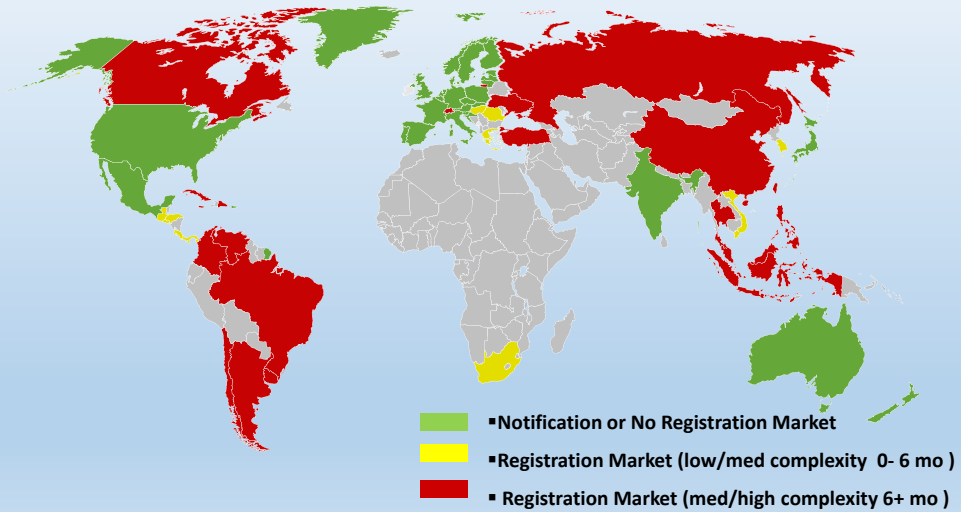 ▪Notification or No Registration Market
▪Registration Market (low/med complexity 0- 6 mo )
▪ Registration Market (med/high complexity 6+ mo )